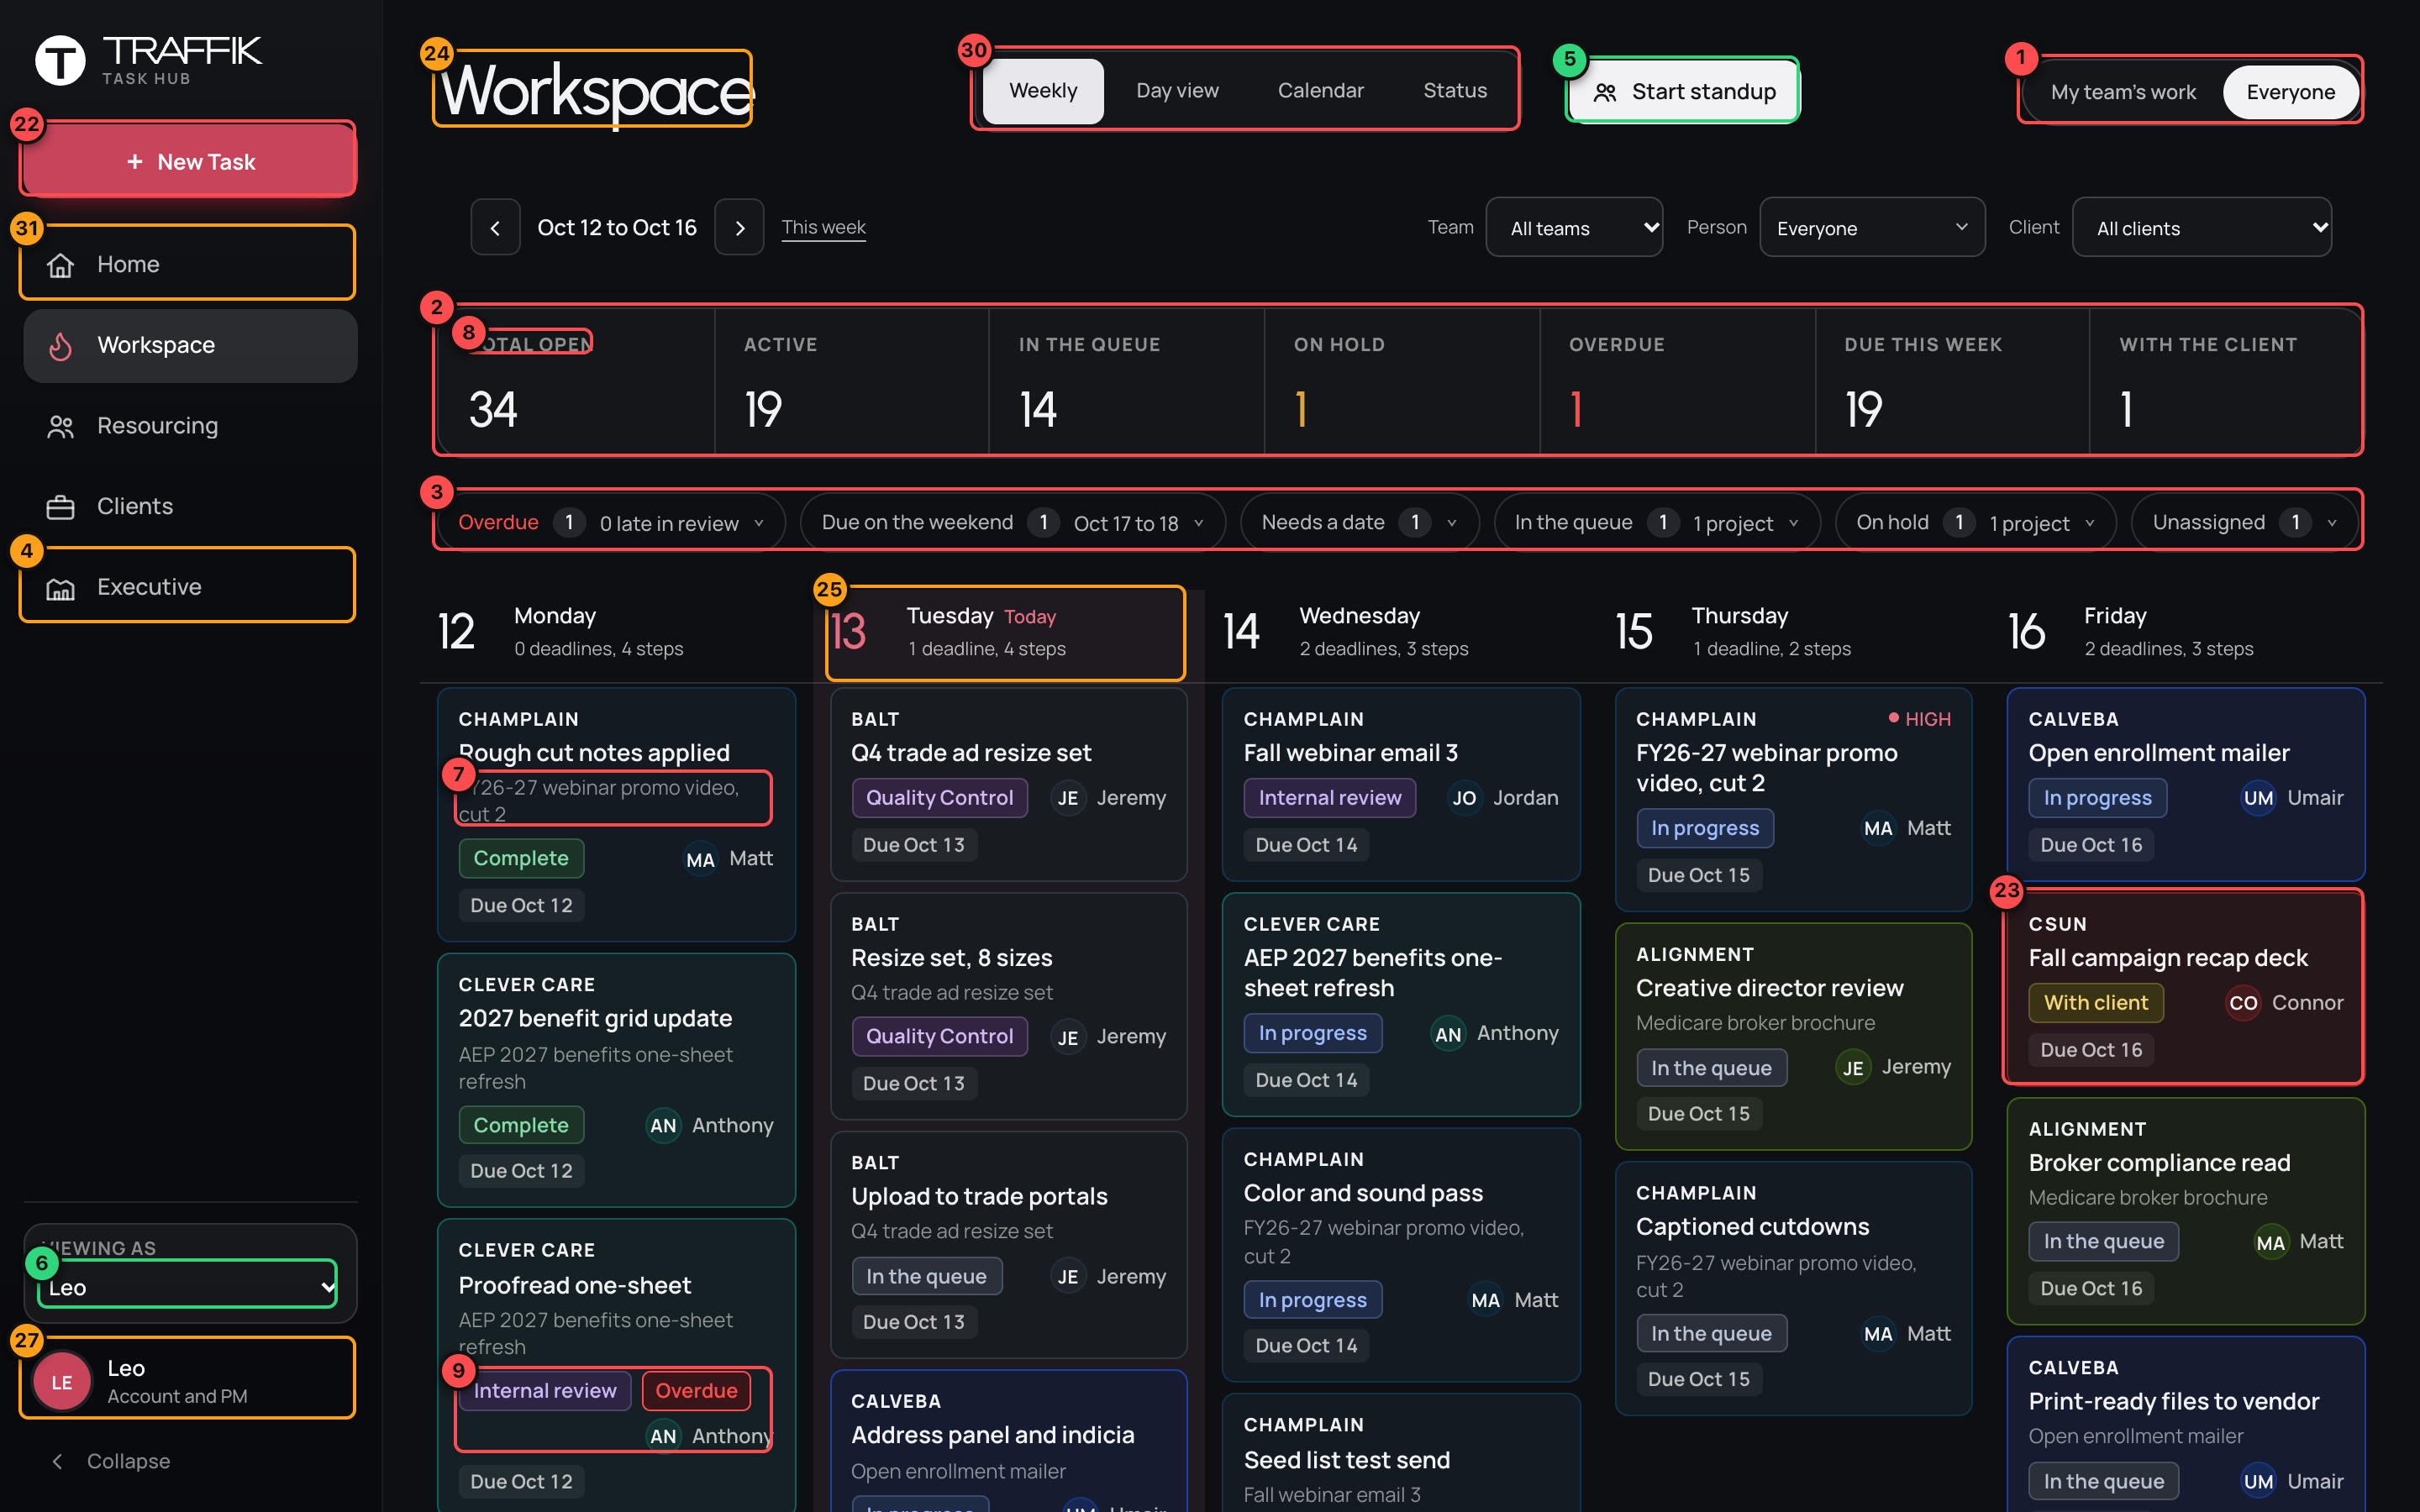 T TRAFFIK
TASK HUB
22
+ New Task
31
Home
Workspace
Resourcing
Clients
4
Executive
VIEWING AS
6
Leo
27
LE Leo
Account and PM
Collapse
24
Workspace
30
Weekly Day view Calendar Status
5
Start standup
1
My team's work Everyone
Oct 12 to Oct 16 This week
Team All teams Person Everyone Client All clients
2
8
OTAL OPEN ACTIVE IN THE QUEUE ON HOLD OVERDUE DUE THIS WEEK WITH THE CLIENT
34 19 14 1 1 19 1
3
Overdue 1 0 late in review Due on the weekend 1 Oct 17 to 18 Needs a date 1 In the queue 1 1 project On hold 1 1 project Unassigned 1
12 Monday
0 deadlines, 4 steps
25
13 Tuesday Today
1 deadline, 4 steps
14 Wednesday
2 deadlines, 3 steps
15 Thursday
1 deadline, 2 steps
16 Friday
2 deadlines, 3 steps
CHAMPLAIN
Rough cut notes applied
7
Y26-27 webinar promo video,
cut 2
Complete MA Matt
Due Oct 12
CLEVER CARE
2027 benefit grid update
AEP 2027 benefits one-sheet
refresh
Complete AN Anthony
Due Oct 12
CLEVER CARE
Proofread one-sheet
AEP 2027 benefits one-sheet
refresh
9
Internal review Overdue
AN Anthony
Due Oct 12
BALT
Q4 trade ad resize set
Quality Control JE Jeremy
Due Oct 13
BALT
Resize set, 8 sizes
Q4 trade ad resize set
Quality Control JE Jeremy
Due Oct 13
BALT
Upload to trade portals
Q4 trade ad resize set
In the queue JE Jeremy
Due Oct 13
CALVEBA
Address panel and indicia
Open enrollment mailer
In progress UM Umair
CHAMPLAIN
Fall webinar email 3
Internal review JO Jordan
Due Oct 14
CLEVER CARE
AEP 2027 benefits one-
sheet refresh
In progress AN Anthony
Due Oct 14
CHAMPLAIN
Color and sound pass
FY26-27 webinar promo video,
cut 2
In progress MA Matt
Due Oct 14
CHAMPLAIN
Seed list test send
Fall webinar email 3
CHAMPLAIN HIGH
FY26-27 webinar promo
video, cut 2
In progress MA Matt
Due Oct 15
ALIGNMENT
Creative director review
Medicare broker brochure
In the queue JE Jeremy
Due Oct 15
CHAMPLAIN
Captioned cutdowns
FY26-27 webinar promo video,
cut 2
In the queue MA Matt
Due Oct 15
CALVEBA
Open enrollment mailer
In progress UM Umair
Due Oct 16
23
CSUN
Fall campaign recap deck
With client CO Connor
Due Oct 16
ALIGNMENT
Broker compliance read
Medicare broker brochure
In the queue MA Matt
Due Oct 16
CALVEBA
Print-ready files to vendor
Open enrollment mailer
In the queue UM Umair